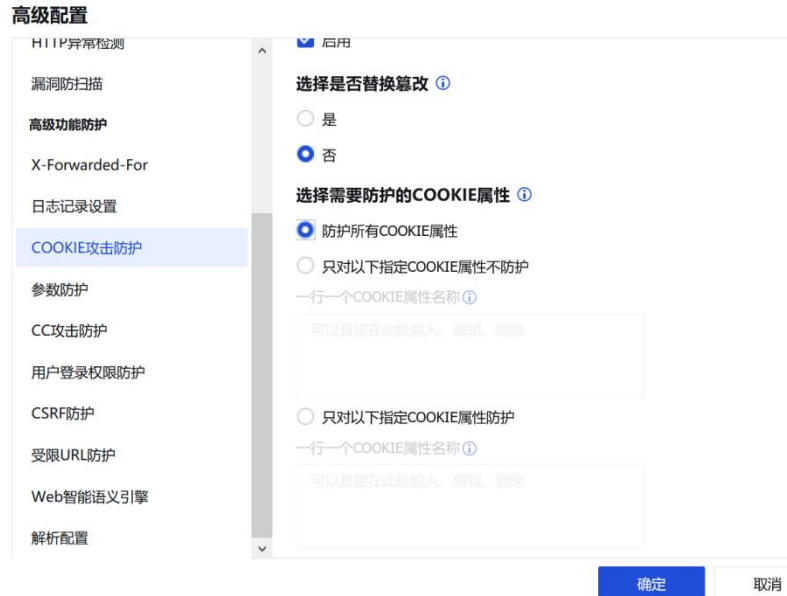 高级配置
HTTP异常检测
漏洞防扫描
高级功能防护
X-Forwarded-For
日志记录设置
COOKIE攻击防护
参数防护
CC攻击防护
用户登录权限防护
CSRF防护
受限URL防护
Web智能语义引擎
解析配置
启用
选择是否替换篡改
是
否
选择需要防护的COOKIE属性
防护所有COOKIE属性
只对以下指定COOKIE属性不防护
一行一个COOKIE属性名称
可以直接在此处输入、编辑、删除
只对以下指定COOKIE属性防护
一行一个COOKIE属性名称
可以直接在此处输入、编辑、删除
确定
取消